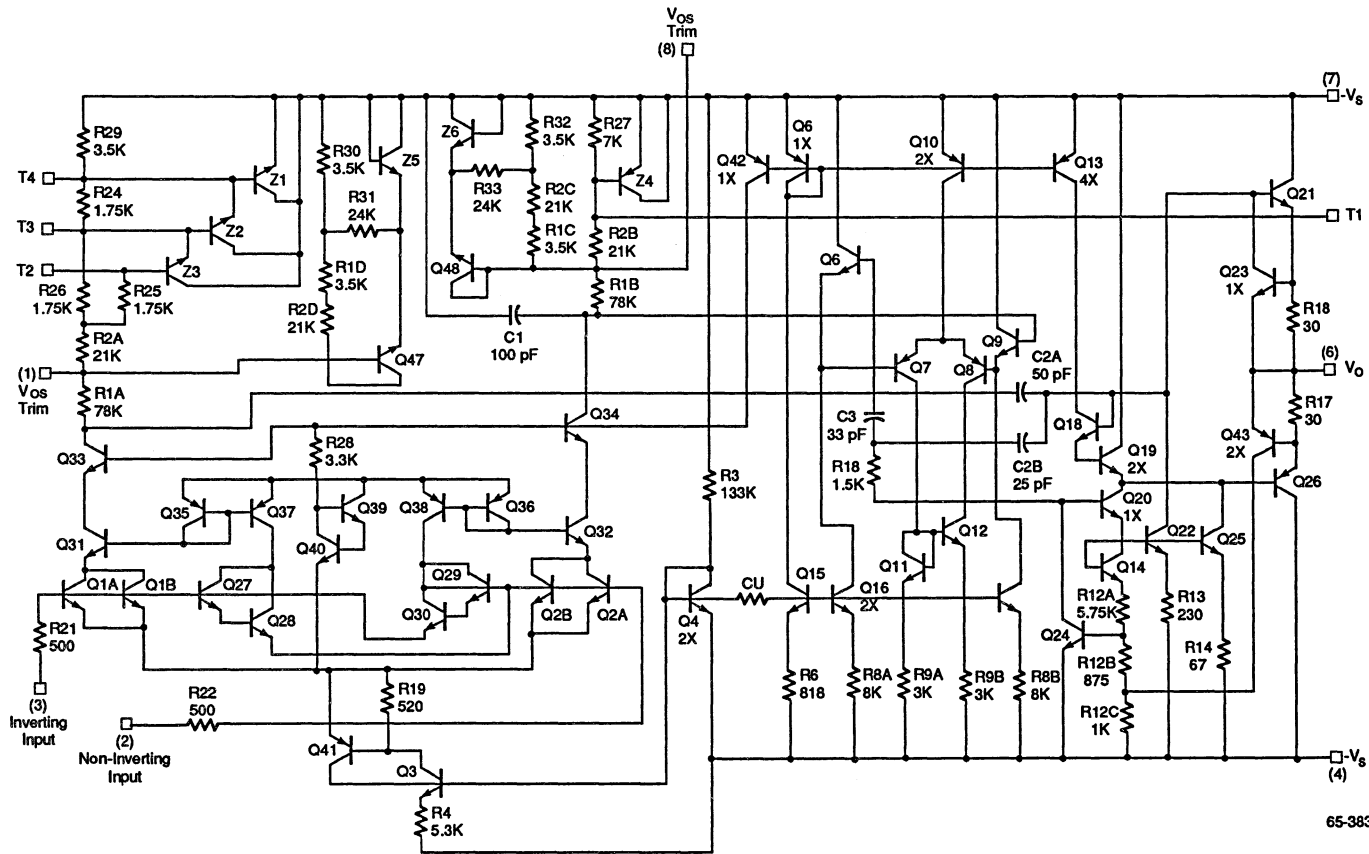 VOS
Trim
(8)
(7)
-VS
R29
3.5K
T4
R24
1.75K
T3
T2
R26
1.75K
R25
1.75K
R2A
21K
(1)
VOS
Trim
R1A
78K
Z1
Z2
Z3
R30
3.5K
R31
24K
R1D
3.5K
R2D
21K
Z5
Q47
Z6
R33
24K
Q48
R32
3.5K
R2C
21K
R1C
3.5K
R27
7K
Z4
R2B
21K
R1B
78K
C1
100 pF
Q42
1X
Q6
1X
Q10
2X
Q13
4X
Q21
T1
Q6
Q23
1X
R18
30
(6)
VO
R17
30
Q43
2X
Q26
Q7
Q8
Q9
C2A
50 pF
C3
33 pF
C2B
25 pF
R18
1.5K
Q18
Q19
2X
Q20
1X
Q22
Q25
Q14
R12A
5.75K
R13
230
R14
67
Q24
R12B
875
R12C
1K
Q33
R28
3.3K
Q34
R3
133K
Q35
Q37
Q39
Q38
Q36
Q31
Q40
Q32
Q1A
Q1B
Q27
Q28
Q29
Q30
Q2B
Q2A
Q4
2X
CU
Q15
Q16
2X
Q11
Q12
R21
500
(3)
Inverting
Input
R22
500
(2)
Non-Inverting
Input
R19
520
Q41
Q3
R4
5.3K
R6
818
R8A
8K
R9A
3K
R9B
3K
R8B
8K
-VS
(4)
65-383